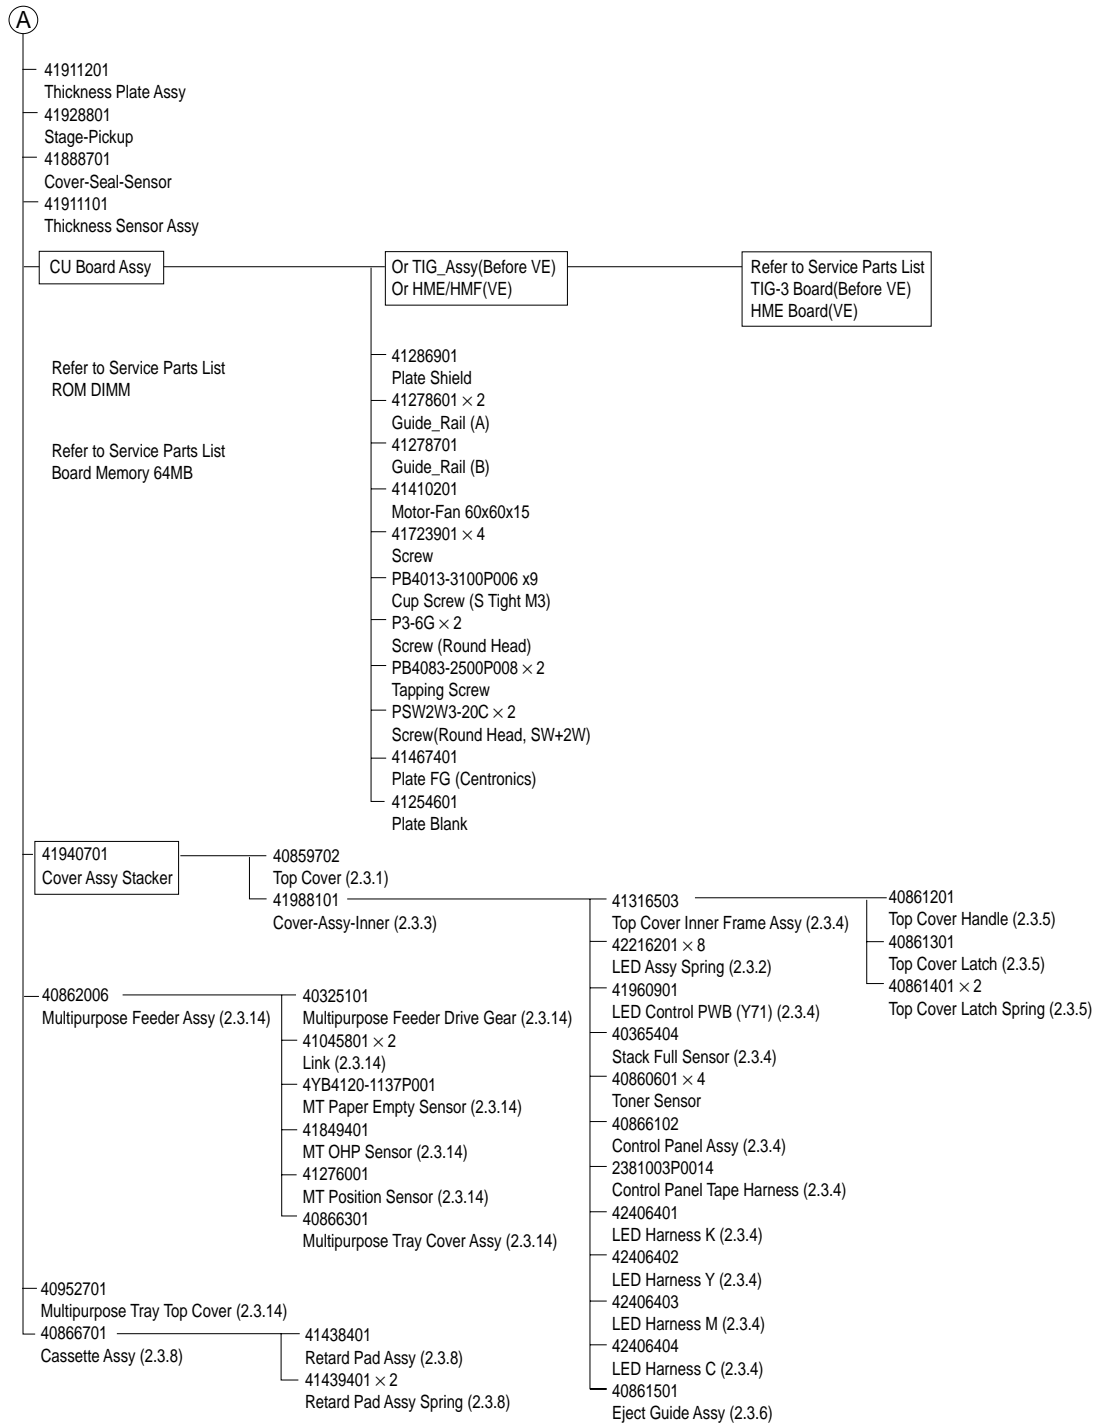 A
41911201
Thickness Plate Assy
41928801
Stage-Pickup
41888701
Cover-Seal-Sensor
41911101
Thickness Sensor Assy
CU Board Assy
Or TIG_Assy(Before VE)
Or HME/HMF(VE)
Refer to Service Parts List
TIG-3 Board(Before VE)
HME Board(VE)
Refer to Service Parts List
ROM DIMM
Refer to Service Parts List
Board Memory 64MB
41286901
Plate Shield
41278601 × 2
Guide_Rail (A)
41278701
Guide_Rail (B)
41410201
Motor-Fan 60x60x15
41723901 × 4
Screw
PB4013-3100P006 x9
Cup Screw (S Tight M3)
P3-6G × 2
Screw (Round Head)
PB4083-2500P008 × 2
Tapping Screw
PSW2W3-20C × 2
Screw(Round Head, SW+2W)
41467401
Plate FG (Centronics)
41254601
Plate Blank
41940701
Cover Assy Stacker
40859702
Top Cover (2.3.1)
41988101
Cover-Assy-Inner (2.3.3)
41316503
Top Cover Inner Frame Assy (2.3.4)
42216201 × 8
LED Assy Spring (2.3.2)
41960901
LED Control PWB (Y71) (2.3.4)
40365404
Stack Full Sensor (2.3.4)
40860601 × 4
Toner Sensor
40866102
Control Panel Assy (2.3.4)
2381003P0014
Control Panel Tape Harness (2.3.4)
42406401
LED Harness K (2.3.4)
42406402
LED Harness Y (2.3.4)
42406403
LED Harness M (2.3.4)
42406404
LED Harness C (2.3.4)
40861501
Eject Guide Assy (2.3.6)
40861201
Top Cover Handle (2.3.5)
40861301
Top Cover Latch (2.3.5)
40861401 × 2
Top Cover Latch Spring (2.3.5)
40862006
Multipurpose Feeder Assy (2.3.14)
40325101
Multipurpose Feeder Drive Gear (2.3.14)
41045801 × 2
Link (2.3.14)
4YB4120-1137P001
MT Paper Empty Sensor (2.3.14)
41849401
MT OHP Sensor (2.3.14)
41276001
MT Position Sensor (2.3.14)
40866301
Multipurpose Tray Cover Assy (2.3.14)
40952701
Multipurpose Tray Top Cover (2.3.14)
40866701
Cassette Assy (2.3.8)
41438401
Retard Pad Assy (2.3.8)
41439401 × 2
Retard Pad Assy Spring (2.3.8)